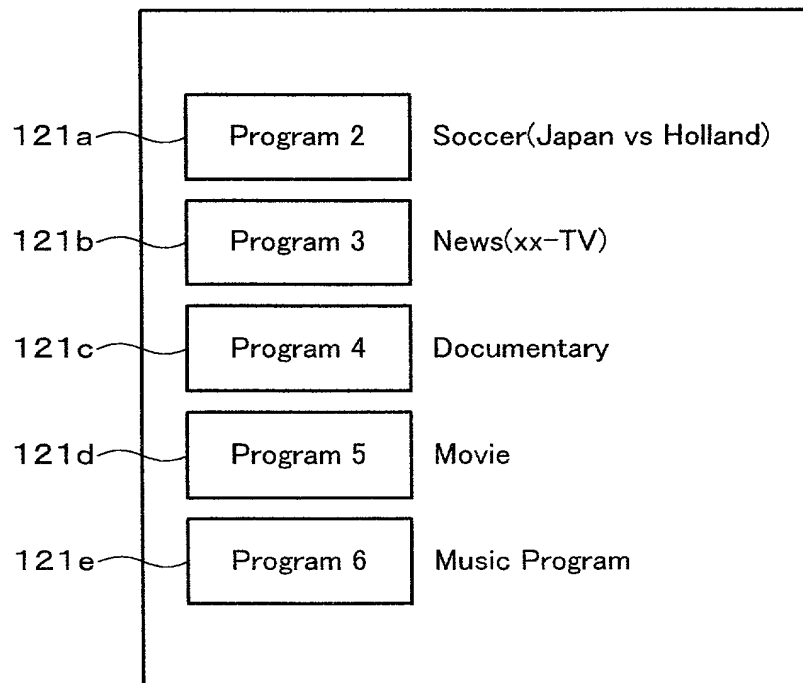 121a Program 2 Soccer(Japan vs Holland)
121b Program 3 News(xx-TV)
121c Program 4 Documentary
121d Program 5 Movie
121e Program 6 Music Program